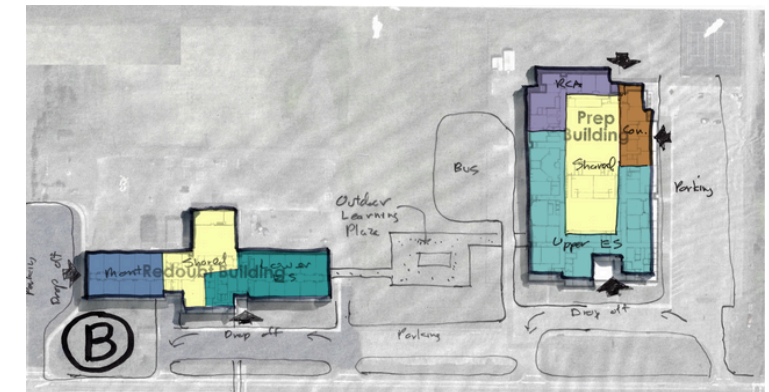 RCA
Prep
Building
Con.
Shared
Bus
Parking
Outdoor
Learning
Plaza
Upper ES
Shared
Mont
Redoubt Building
Lower
E.S.
Parking
Drop off
Drop off
Drop off
Parking
B